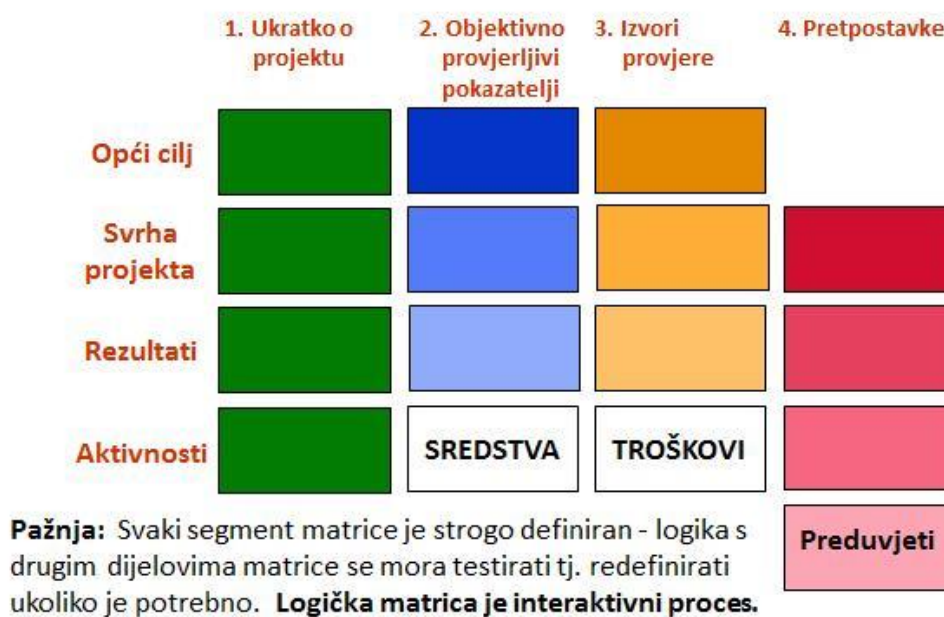 1. Ukratko o
projektu
2. Objektivno
provjerljivi
pokazatelji
3. Izvori
provjere
4. Pretpostavke
Opći cilj
Svrha
projekta
Rezultati
Aktivnosti
SREDSTVA
TROŠKOVI
Preduvjeti
Pažnja: Svaki segment matrice je strogo definiran - logika s
drugim dijelovima matrice se mora testirati tj. redefinirati
ukoliko je potrebno. Logička matrica je interaktivni proces.